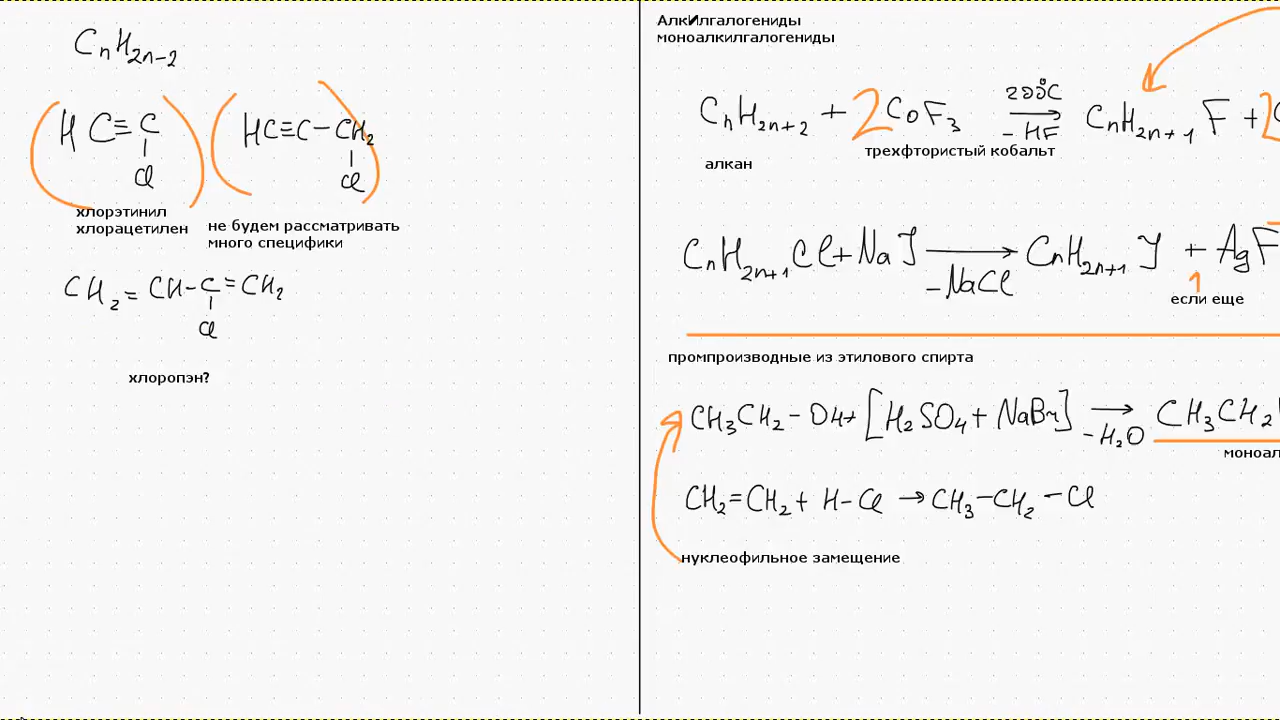 CnH2n-2
HC≡C
Cl
HC≡C-CH2
Cl
хлорэтинил
хлорацетилен
не будем рассматривать
много специфики
CH2=CH-C=CH2
Cl
хлоропэн?
АлкИлгалогениды
моноалкилгалогениды
CnH2n+2 + 2CoF3 200°C → - HF CnH2n+1F +
алкан
трехфтористый кобальт
CnH2n+1Cl + NaJ → -NaCl CnH2n+1J + AgF
если еще
промпроизводные из этилового спирта
CH3CH2-OH + [H2SO4 + NaBr] → -H2O CH3CH2
моноал
CH2=CH2 + H-Cl → CH3-CH2-Cl
нуклеофильное замещение